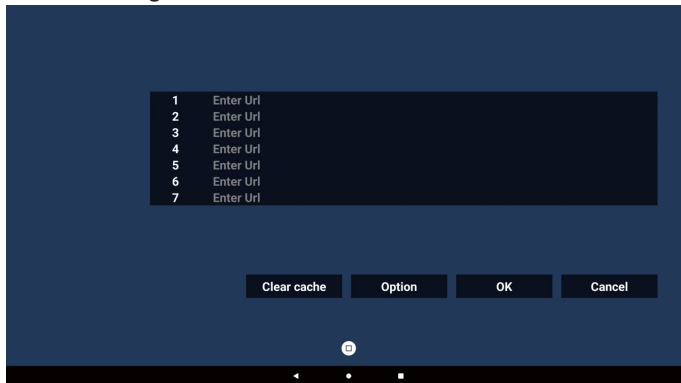 1 Enter Url
2 Enter Url
3 Enter Url
4 Enter Url
5 Enter Url
6 Enter Url
7 Enter Url
Clear cache Option OK Cancel